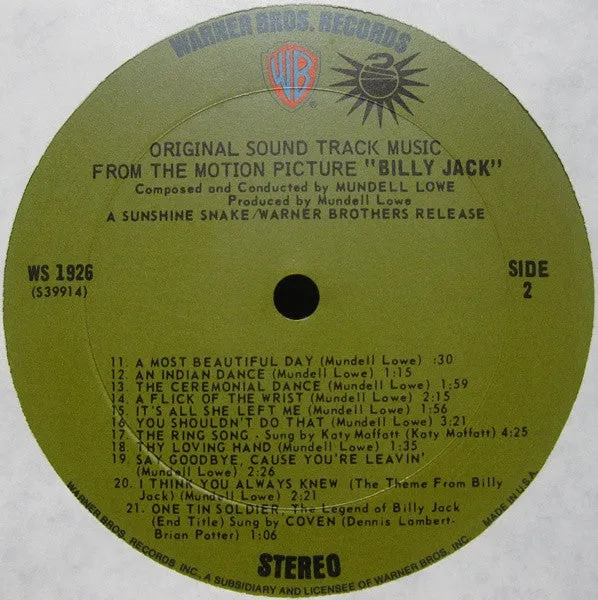 WARNER BROS. RECORDS
WB
®
ORIGINAL SOUND TRACK MUSIC
FROM THE MOTION PICTURE "BILLY JACK"
Composed and Conducted by MUNDELL LOWE
Produced by Mundell Lowe
A SUNSHINE SNAKE/WARNER BROTHERS RELEASE
WS 1926
(S39914)
SIDE
2
11. A MOST BEAUTIFUL DAY (Mundell Lowe) :30
12. AN INDIAN DANCE (Mundell Lowe) 1:15
13. THE CEREMONIAL DANCE (Mundell Lowe) 1:59
14. A FLICK OF THE WRIST (Mundell Lowe) 2:15
15. IT'S ALL SHE LEFT ME (Mundell Lowe) 1:56
16. YOU SHOULDN'T DO THAT (Mundell Lowe) 3:21
17. THE RING SONG - Sung by Katy Moffatt (Katy Moffatt) 4:25
18. THY LOVING HAND (Mundell Lowe) 1:35
19. SAY GOODBYE, CAUSE YOU'RE LEAVIN'
(Mundell Lowe) 2:26
20. I THINK YOU ALWAYS KNEW (The Theme From Billy
Jack) (Mundell Lowe) 2:21
21. ONE TIN SOLDIER, The Legend of Billy Jack
(End Title) Sung by COVEN (Dennis Lambert-
Brian Potter) 1:06
STEREO
WARNER BROS. RECORDS INC., A SUBSIDIARY AND LICENSEE OF WARNER BROS. INC. MADE IN U.S.A.